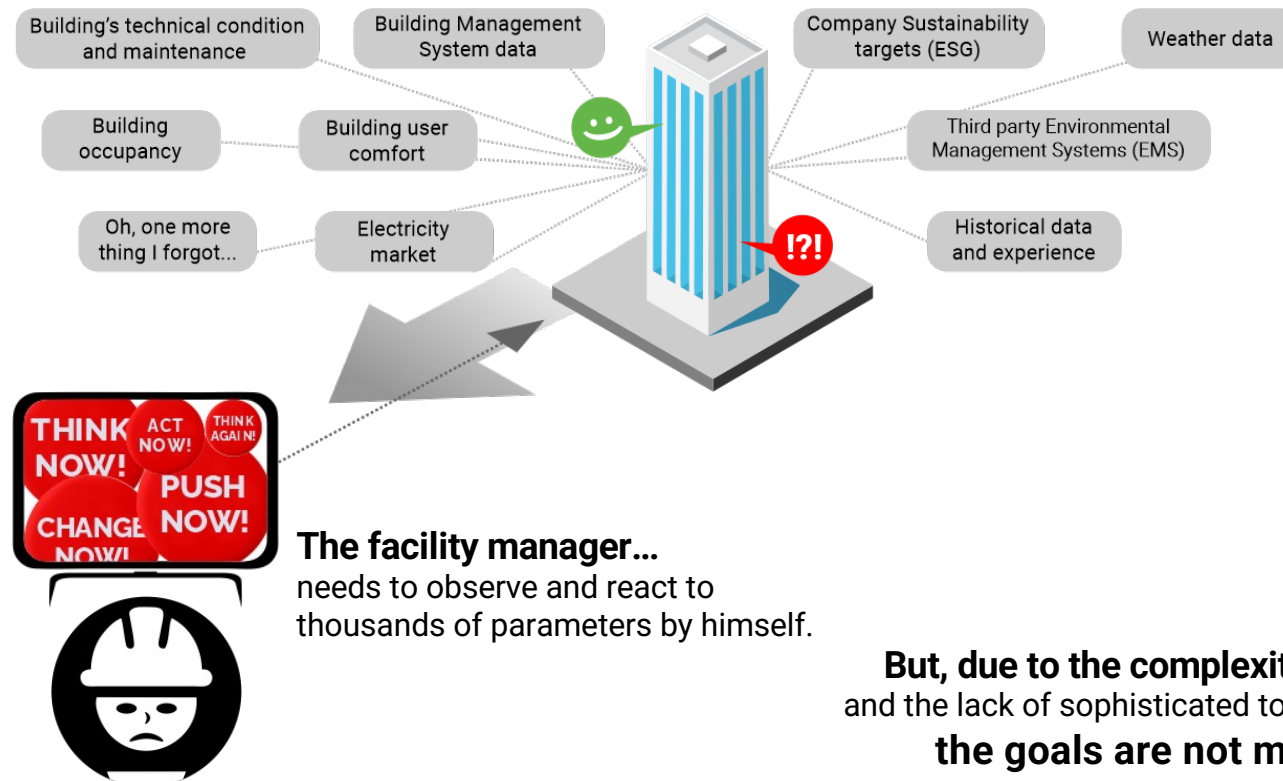 Building's technical condition
and maintenance
Building Management
System data
Company Sustainability
targets (ESG)
Weather data
Building
occupancy
Building user
comfort
Third party Environmental
Management Systems (EMS)
Oh, one more
thing I forgot...
Electricity
market
Historical data
and experience
!?!
THINK
NOW!
ACT
NOW!
THINK
AGAIN!
PUSH
NOW!
CHANGE
NOW!
The facility manager...
needs to observe and react to
thousands of parameters by himself.
But, due to the
and the lack of sophisticated
the goals are not